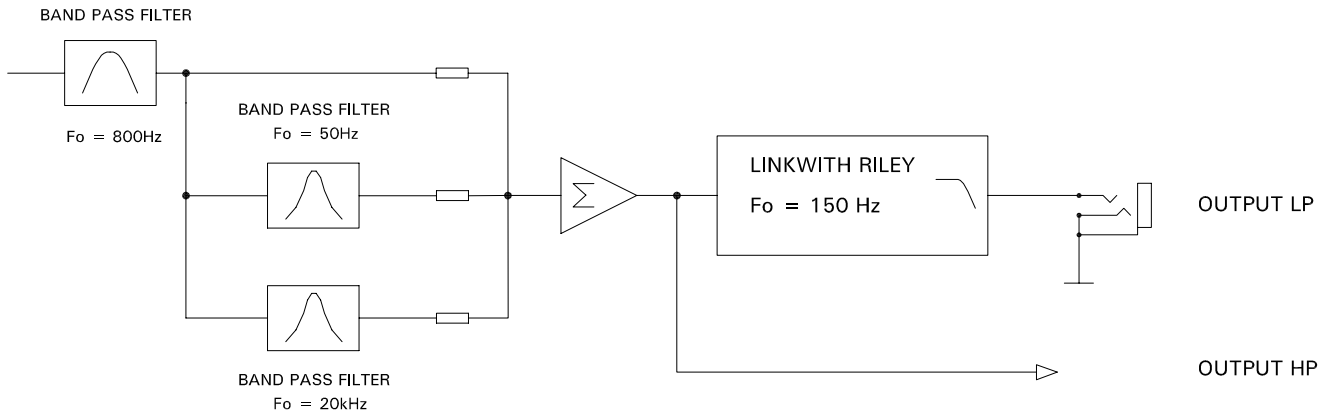 BAND PASS FILTER
Fo = 800Hz
BAND PASS FILTER
Fo = 50Hz
BAND PASS FILTER
Fo = 20kHz
Σ
LINKWITH RILEY
Fo = 150 Hz
OUTPUT LP
OUTPUT HP